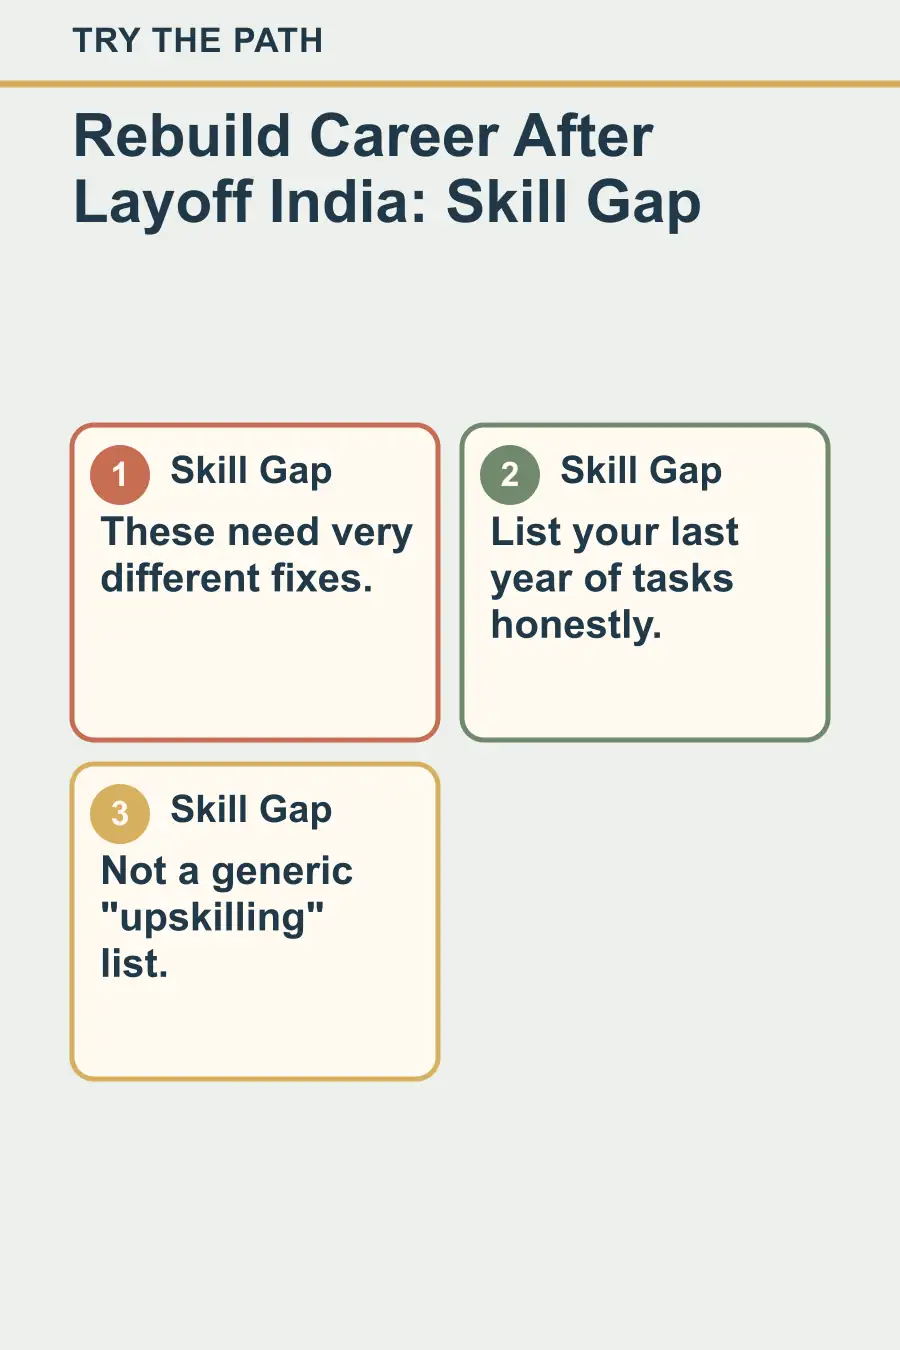 TRY THE PATH
Rebuild Career After
Layoff India: Skill Gap
1 Skill Gap
These need very
different fixes.
2 Skill Gap
List your last
year of tasks
honestly.
3 Skill Gap
Not a generic
"upskilling"
list.